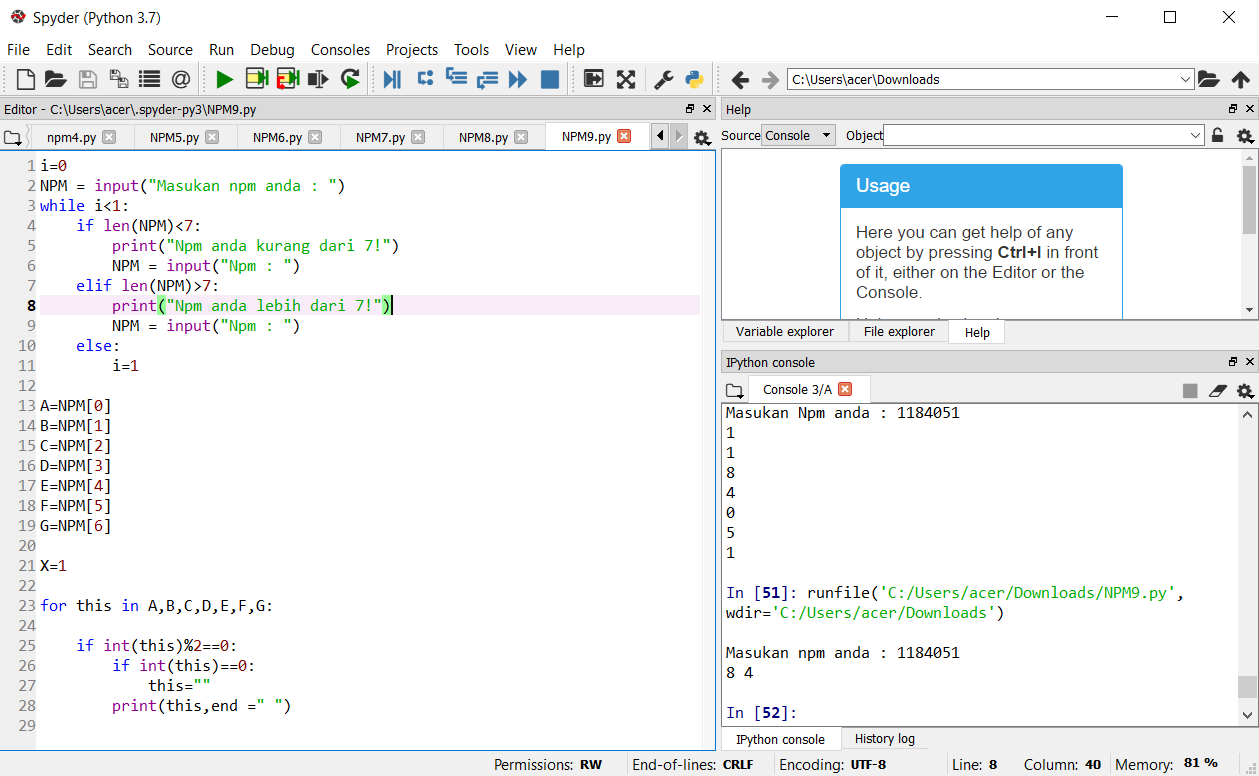 Spyder (Python 3.7)
File Edit Search Source Run Debug Consoles Projects Tools View Help
C:\Users\acer\Downloads
Editor - C:\Users\acer\.spyder-py3\NPM9.py
npm4.py NPM5.py NPM6.py NPM7.py NPM8.py NPM9.py
1 i=0
2 NPM = input("Masukan npm anda : ")
3 while i<1:
4     if len(NPM)<7:
5         print("Npm anda kurang dari 7!")
6         NPM = input("Npm : ")
7     elif len(NPM)>7:
8         print("Npm anda lebih dari 7!")
9         NPM = input("Npm : ")
10     else:
11         i=1
12
13 A=NPM[0]
14 B=NPM[1]
15 C=NPM[2]
16 D=NPM[3]
17 E=NPM[4]
18 F=NPM[5]
19 G=NPM[6]
20
21 X=1
22
23 for this in A,B,C,D,E,F,G:
24
25     if int(this)%2==0:
26         if int(this)==0:
27             this=""
28         print(this,end =" ")
29
Help
Source Console Object
Usage
Here you can get help of any
object by pressing Ctrl+I in front
of it, either on the Editor or the
Console.
Variable explorer File explorer Help
IPython console
Console 3/A
Masukan Npm anda : 1184051
1
1
8
4
0
5
1
In [51]: runfile('C:/Users/acer/Downloads/NPM9.py',
wdir='C:/Users/acer/Downloads')
Masukan npm anda : 1184051
8 4
In [52]:
IPython console History log
Permissions: RW End-of-lines: CRLF Encoding: UTF-8 Line: 8 Column: 40 Memory: 81 %